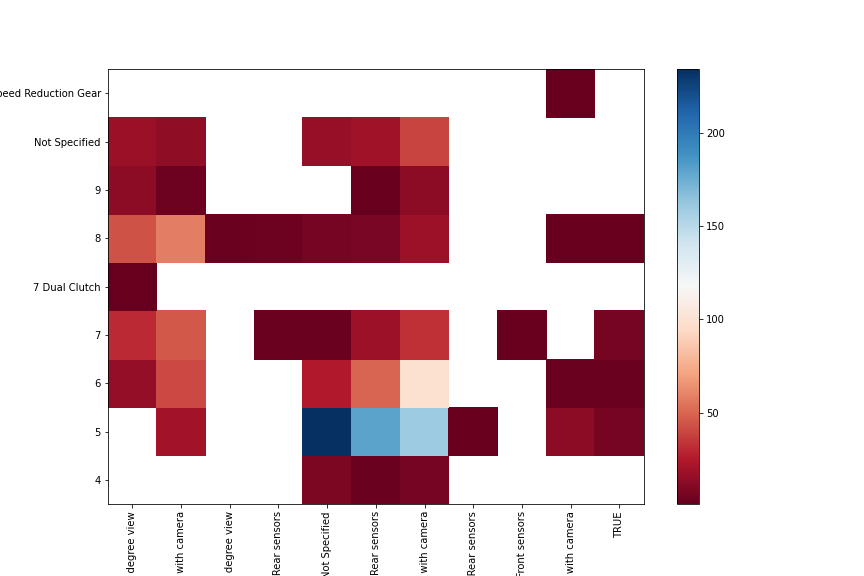 peed Reduction Gear
Not Specified
9
8
7 Dual Clutch
7
6
5
4
degree view
with camera
degree view
Rear sensors
Not Specified
Rear sensors
with camera
Rear sensors
Front sensors
with camera
TRUE
200
150
100
50